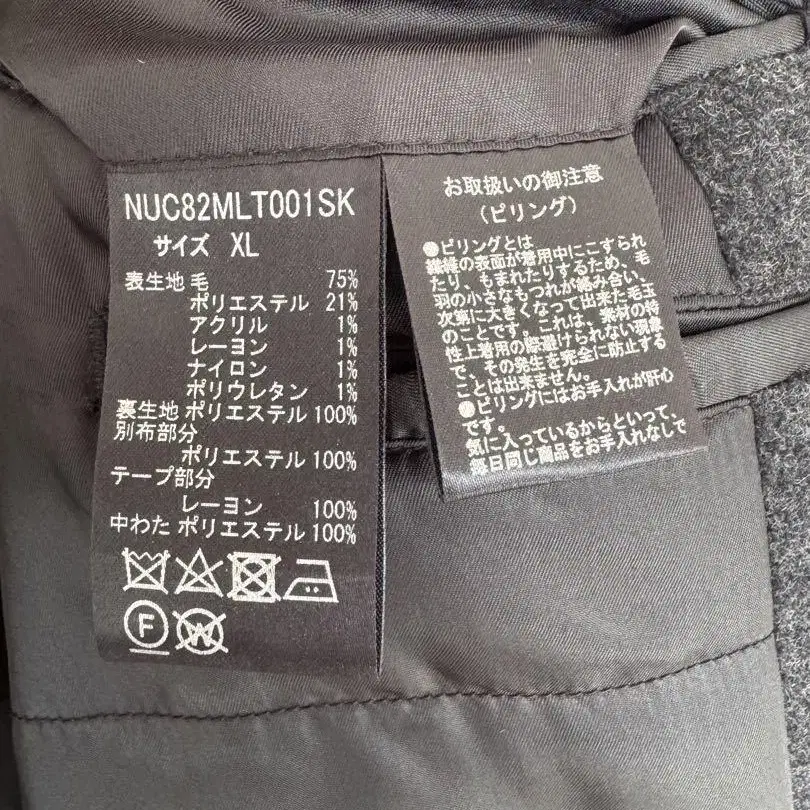 NUC82MLT001SK
サイズ XL
表生地 毛 75%
ポリエステル 21%
アクリル 1%
レーヨン 1%
ナイロン 1%
ポリウレタン 1%
裏生地 ポリエステル 100%
別布部分
ポリエステル 100%
テープ部分
レーヨン 100%
中わた ポリエステル 100%
F W
お取扱いの御注意
(ピリング)
●ピリングとは
繊維の表面が着用中にこすられ
たり、もまれたりするため、毛
羽の小さなもつれが絡み合い、
次第に大きくなって出来た毛玉
のことです。これは、素材の特
性上着用の際避けられない現象
で、その発生を完全に防止する
ことは出来ません。
●ピリングにはお手入れが肝心
です。
気に入っているからといって、
毎日同じ商品をお手入れなしで